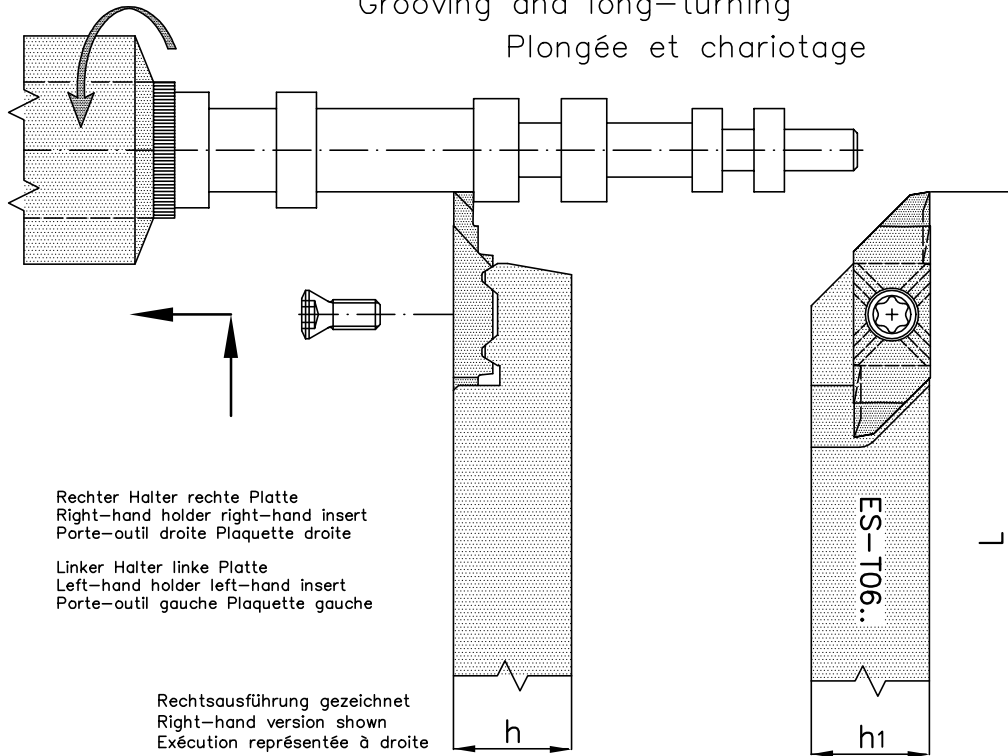 Grooving and long-turning
Plongée et chariotage
Rechter Halter rechte Platte
Right-hand holder right-hand insert
Porte-outil droite Plaquette droite
Linker Halter linke Platte
Left-hand holder left-hand insert
Porte-outil gauche Plaquette gauche
ES-T06..
L
Rechtsausführung gezeichnet
Right-hand version shown
Exécution représentée à droite
h
h1